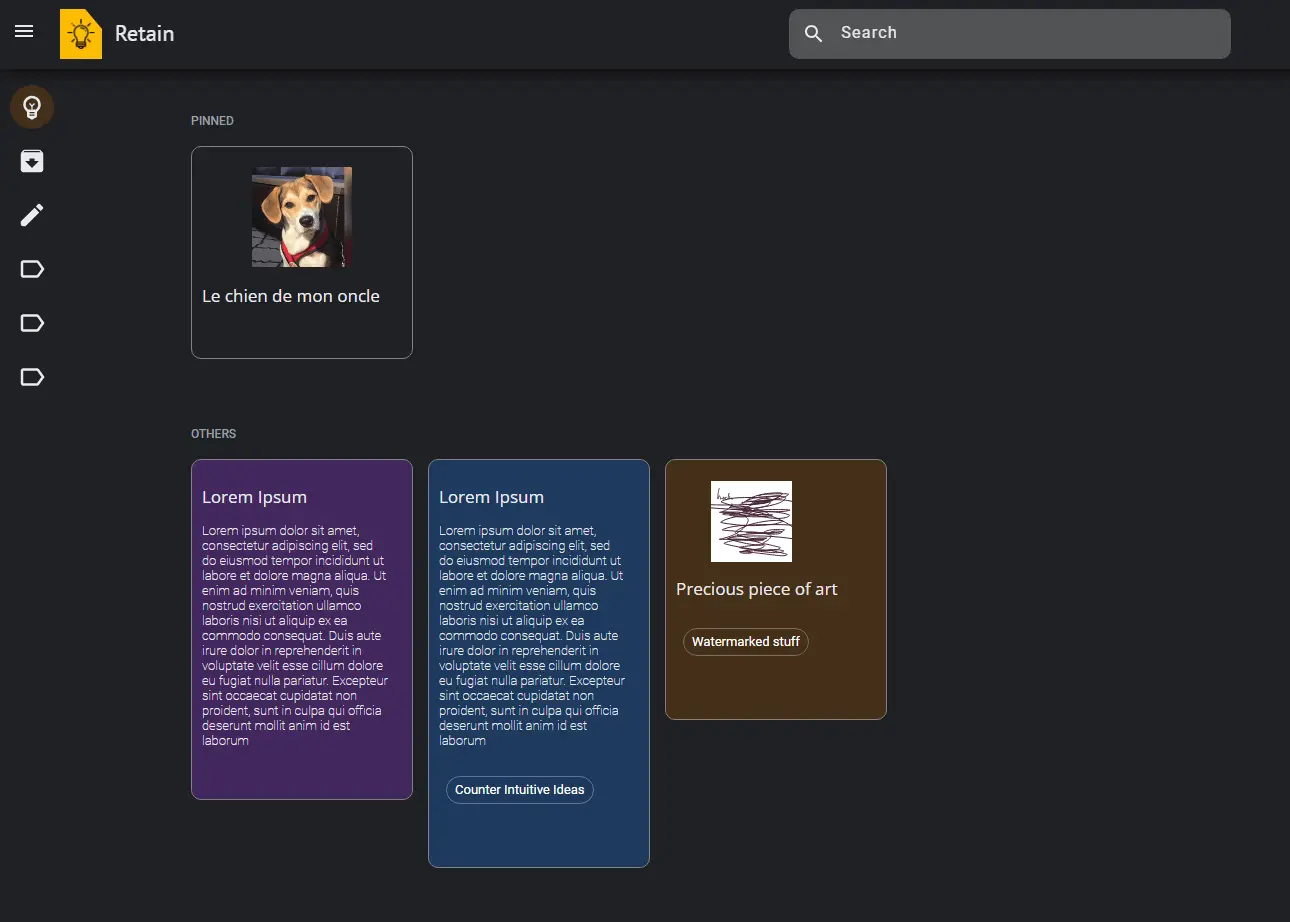 Retain
Search
PINNED
Le chien de mon oncle
OTHERS
Lorem Ipsum
Lorem ipsum dolor sit amet,
consectetur adipiscing elit, sed
do eiusmod tempor incididunt ut
labore et dolore magna aliqua. Ut
enim ad minim veniam, quis
nostrud exercitation ullamco
laboris nisi ut aliquip ex ea
commodo consequat. Duis aute
irure dolor in reprehenderit in
voluptate velit esse cillum dolore
eu fugiat nulla pariatur. Excepteur
sint occaecat cupidatat non
proident, sunt in culpa qui officia
deserunt mollit anim id est
laborum
Lorem Ipsum
Lorem ipsum dolor sit amet,
consectetur adipiscing elit, sed
do eiusmod tempor incididunt ut
labore et dolore magna aliqua. Ut
enim ad minim veniam, quis
nostrud exercitation ullamco
laboris nisi ut aliquip ex ea
commodo consequat. Duis aute
irure dolor in reprehenderit in
voluptate velit esse cillum dolore
eu fugiat nulla pariatur. Excepteur
sint occaecat cupidatat non
proident, sunt in culpa qui officia
deserunt mollit anim id est
laborum
Counter Intuitive Ideas
Precious piece of art
Watermarked stuff